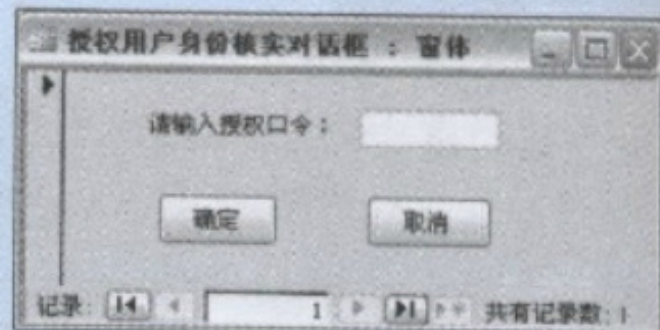 授权用户身份核实对话框 : 窗体
请输入授权口令:
确定 取消
记录: 1 共有记录数: 1